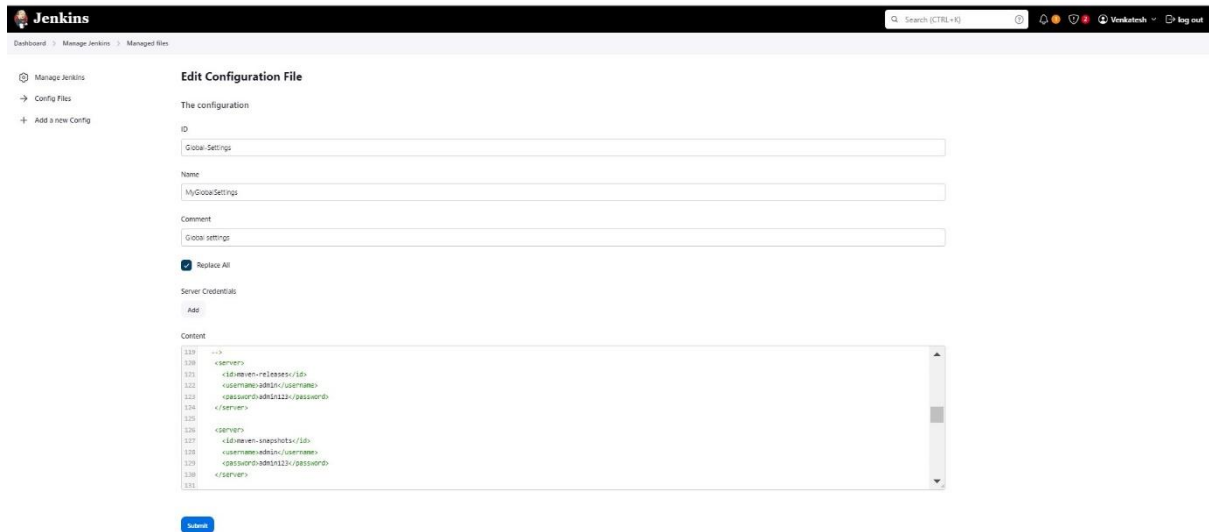 Jenkins
Search (CTRL+K)
Venkatesh
log out
Dashboard > Manage Jenkins > Managed files
Manage Jenkins
Config Files
Add a new Config
Edit Configuration File
The configuration
ID
Global-Settings
Name
MyGlobalSettings
Comment
Global settings
Replace All
Server Credentials
Add
Content
119 -->
120 <server>
121 <id>maven-releases</id>
122 <username>admin</username>
123 <password>admin123</password>
124 </server>
125
126 <server>
127 <id>maven-snapshots</id>
128 <username>admin</username>
129 <password>admin123</password>
130 </server>
131
Submit